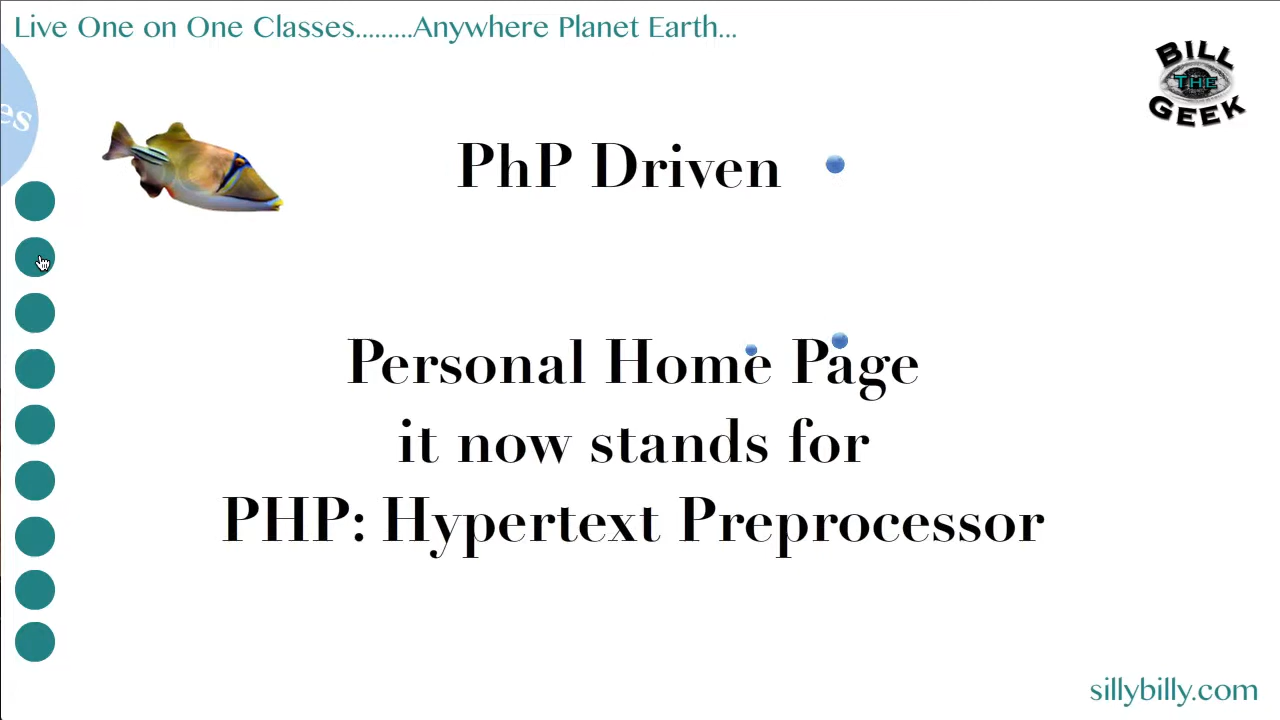 Live One on One Classes.........Anywhere Planet Earth...
BILL
THE
GEEK
es
PhP Driven
Personal Home Page
it now stands for
PHP: Hypertext Preprocessor
sillybilly.com